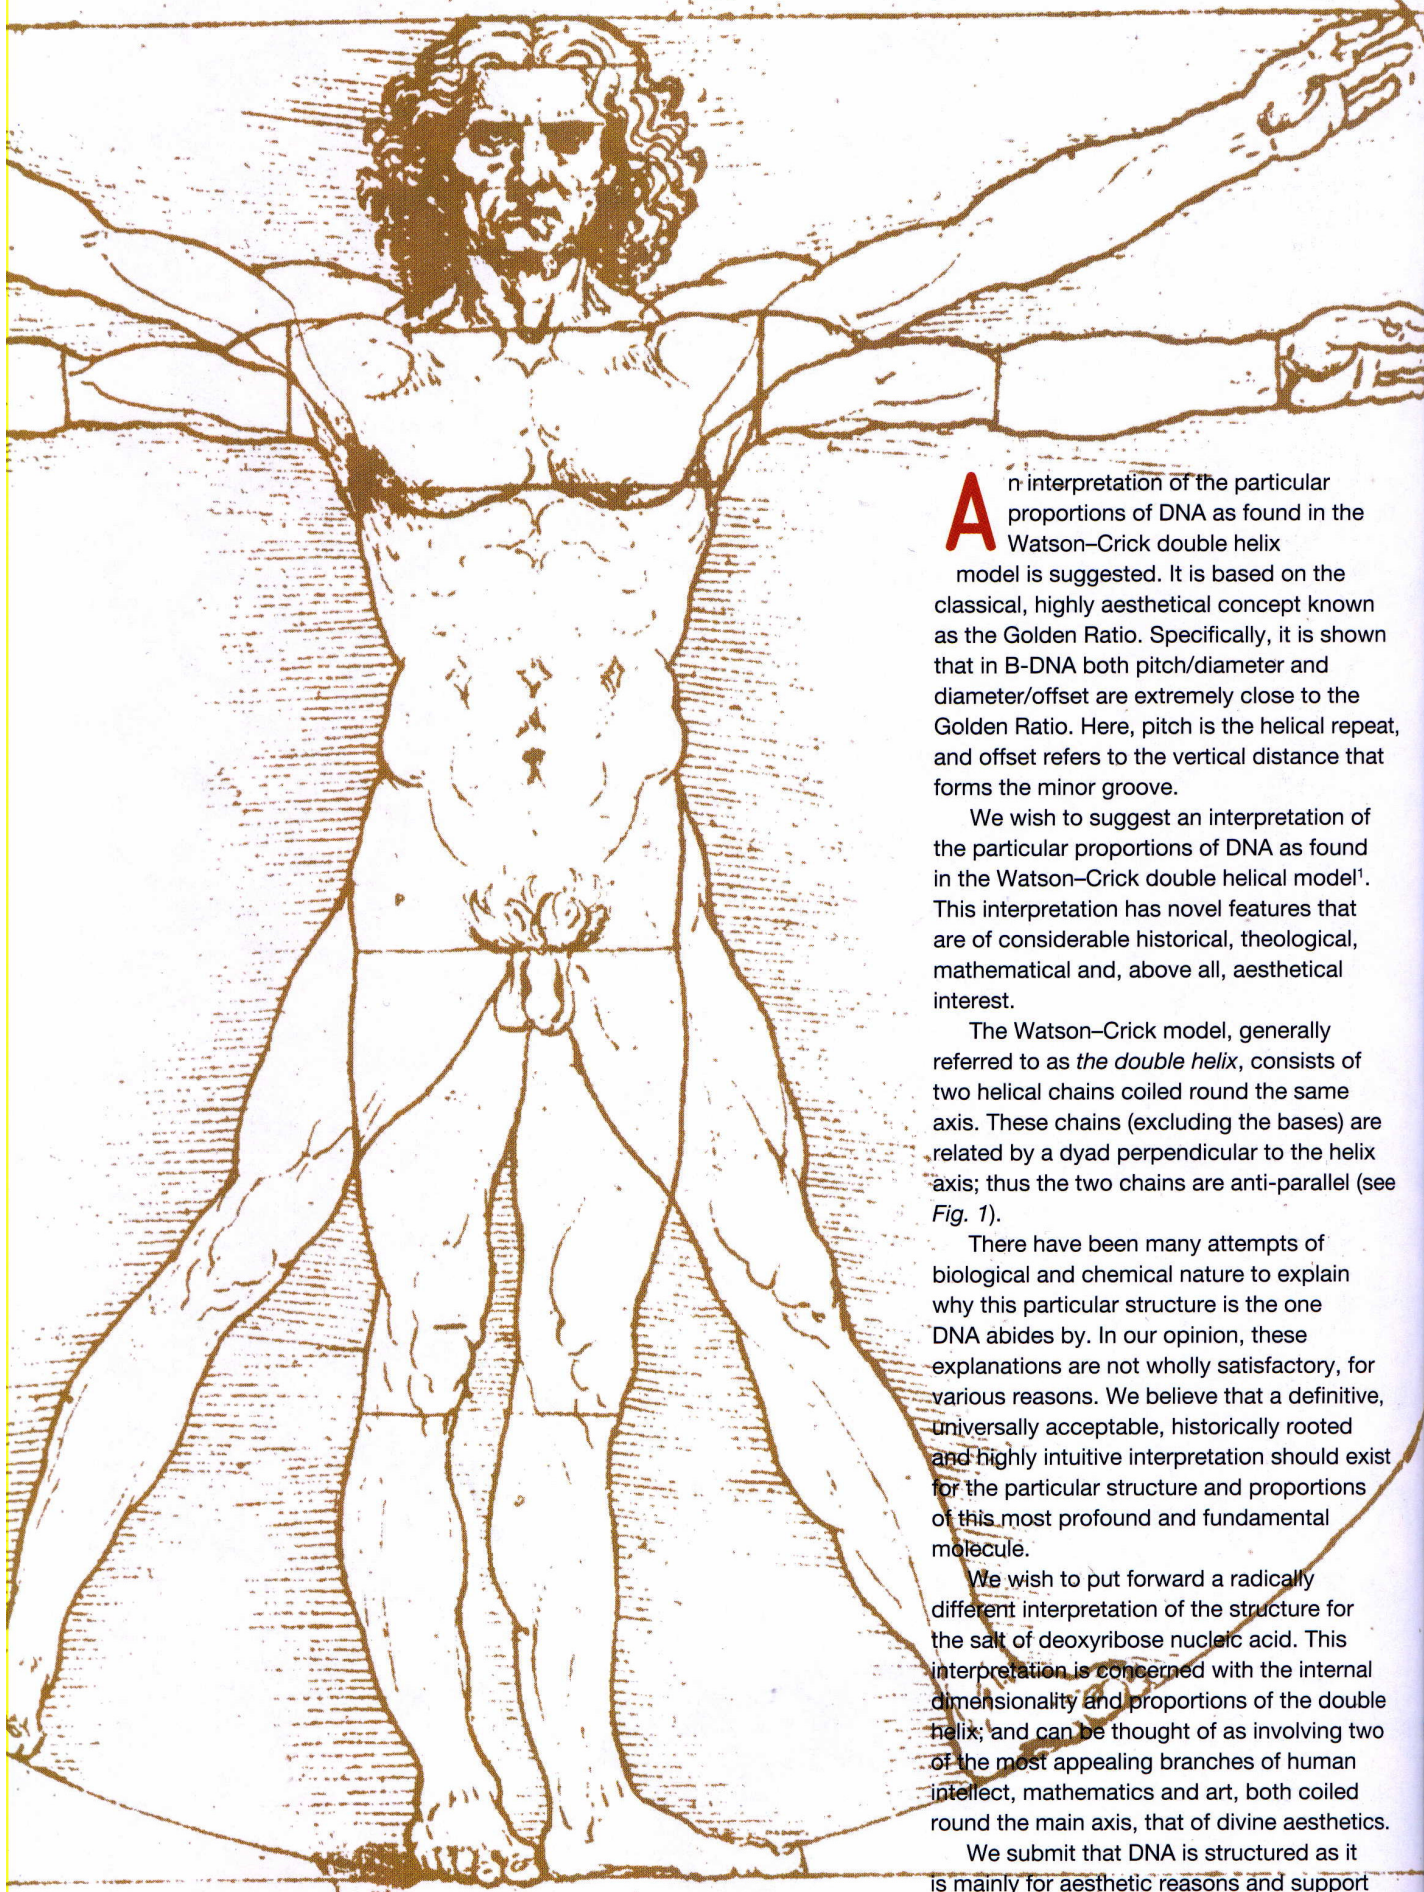 An interpretation of the particular
proportions of DNA as found in the
Watson–Crick double helix
model is suggested. It is based on the
classical, highly aesthetical concept known
as the Golden Ratio. Specifically, it is shown
that in B-DNA both pitch/diameter and
diameter/offset are extremely close to the
Golden Ratio. Here, pitch is the helical repeat,
and offset refers to the vertical distance that
forms the minor groove.
We wish to suggest an interpretation of
the particular proportions of DNA as found
in the Watson–Crick double helical model¹.
This interpretation has novel features that
are of considerable historical, theological,
mathematical and, above all, aesthetical
interest.
The Watson–Crick model, generally
referred to as the double helix, consists of
two helical chains coiled round the same
axis. These chains (excluding the bases) are
related by a dyad perpendicular to the helix
axis; thus the two chains are anti-parallel (see
Fig. 1).
There have been many attempts of
biological and chemical nature to explain
why this particular structure is the one
DNA abides by. In our opinion, these
explanations are not wholly satisfactory, for
various reasons. We believe that a definitive,
universally acceptable, historically rooted
and highly intuitive interpretation should exist
for the particular structure and proportions
of this most profound and fundamental
molecule.
We wish to put forward a radically
different interpretation of the structure for
the salt of deoxyribose nucleic acid. This
interpretation is concerned with the internal
dimensionality and proportions of the double
helix; and can be thought of as involving two
of the most appealing branches of human
intellect, mathematics and art, both coiled
round the main axis, that of divine aesthetics.
We submit that DNA is structured as it
is mainly for aesthetic reasons and support